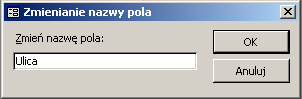 Zmienianie nazwy pola
Zmień nazwę pola:
Ulica
OK
Anuluj